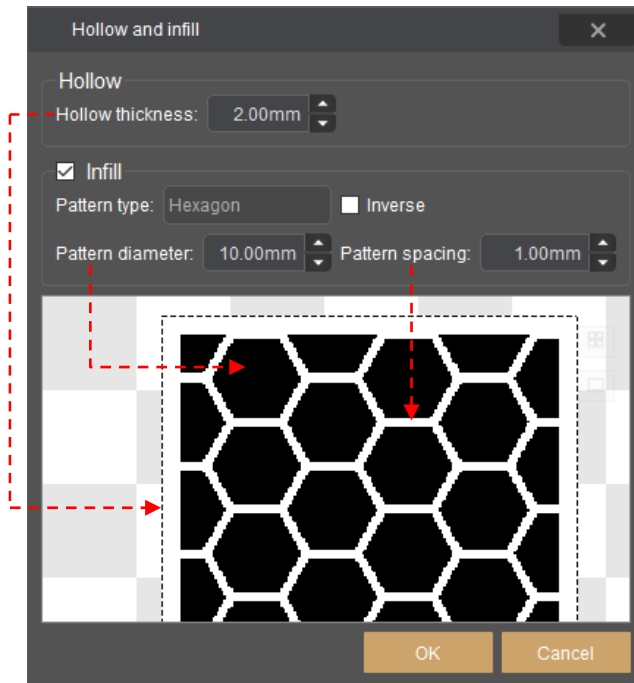 Hollow and infill
Hollow
Hollow thickness: 2.00mm
Infill
Pattern type: Hexagon Inverse
Pattern diameter: 10.00mm Pattern spacing: 1.00mm
OK Cancel